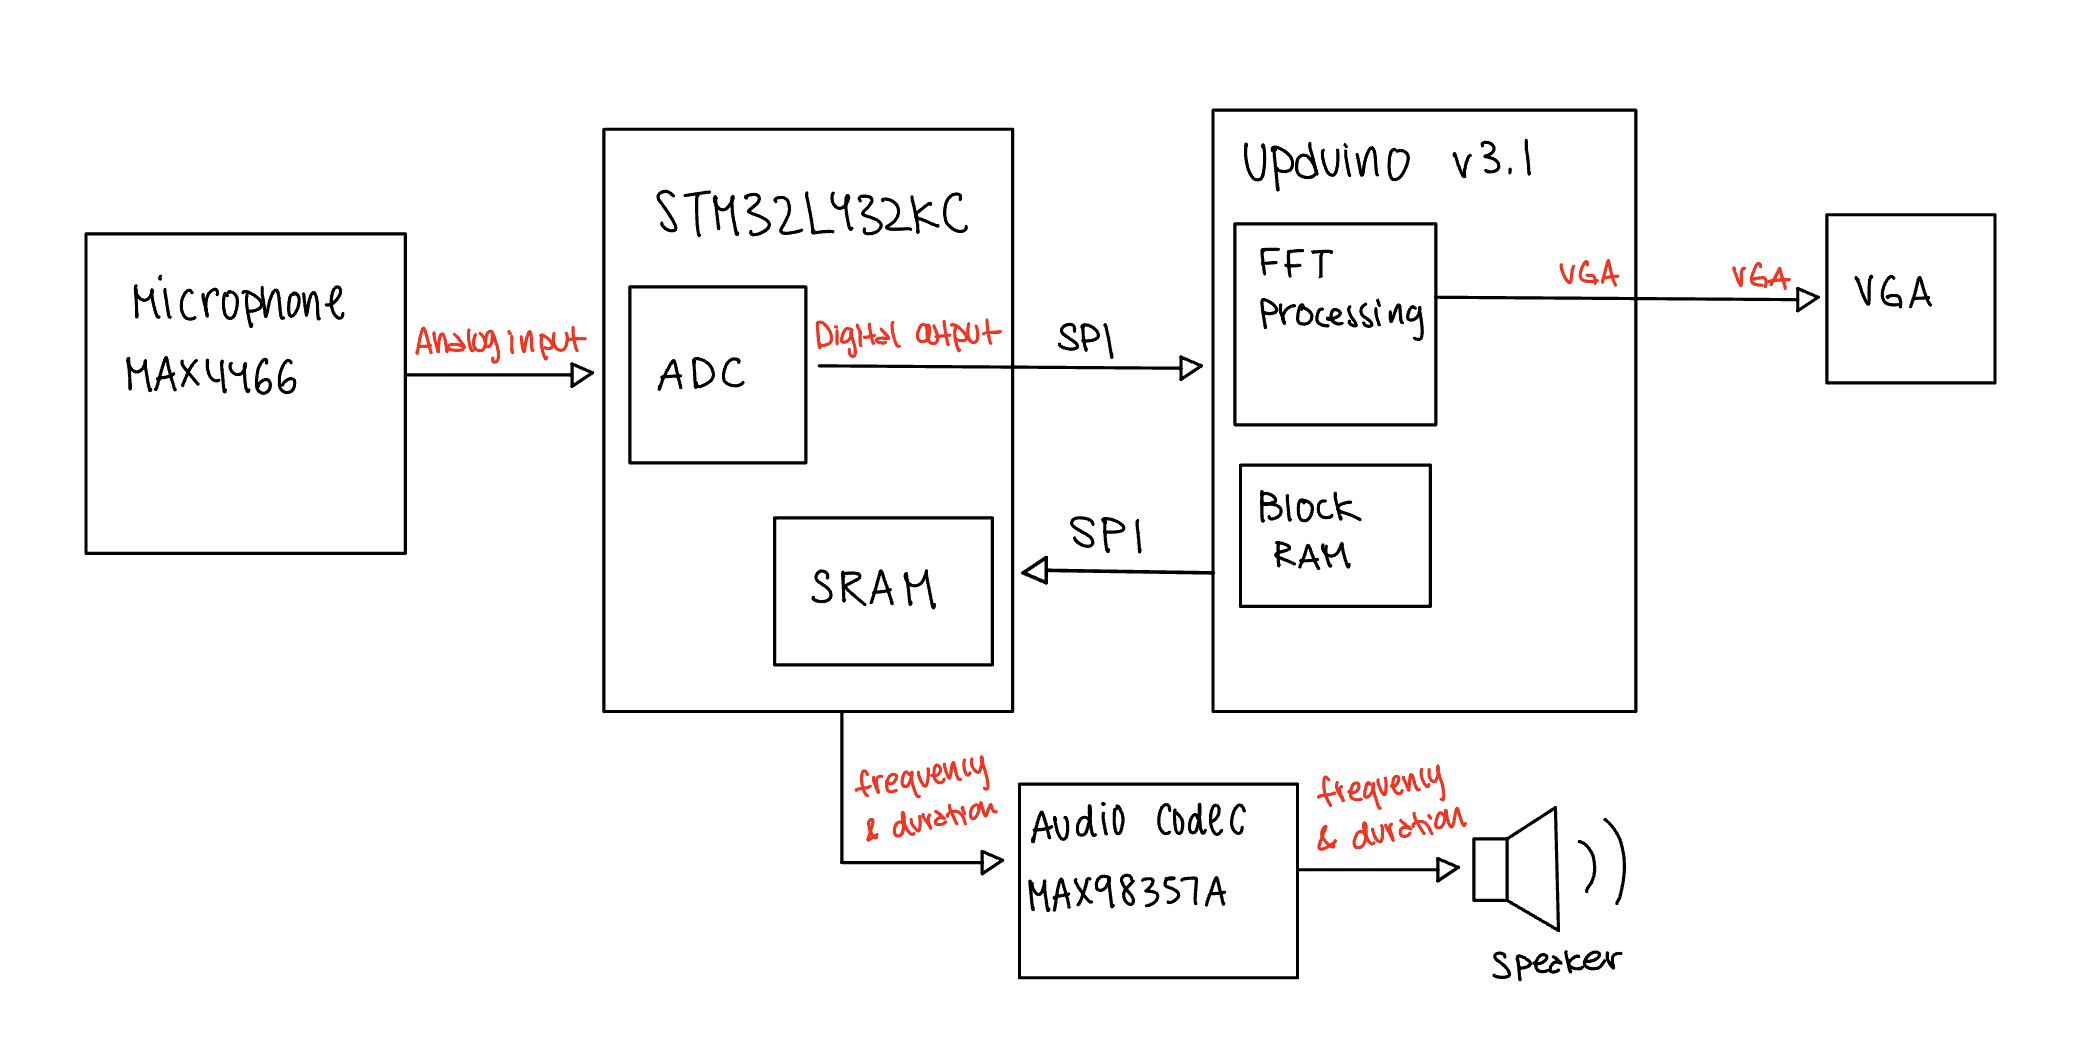 Microphone
MAX4466
Analog input
STM32L432KC
ADC
Digital output
SRAM
SPI
SPI
Upduino v3.1
FFT
Processing
Block
RAM
VGA
VGA
VGA
frequency
& duration
Audio Codec
MAX98357A
frequency
& duration
Speaker